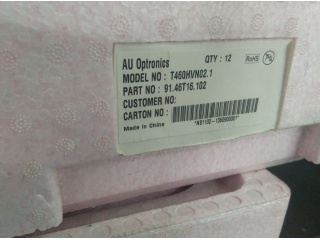 AU Optronics QTY : 12 RoHS
MODEL NO : T460HVN02.1
PART NO : 91.46T16.102
CUSTOMER NO:
CARTON NO :
Made in China